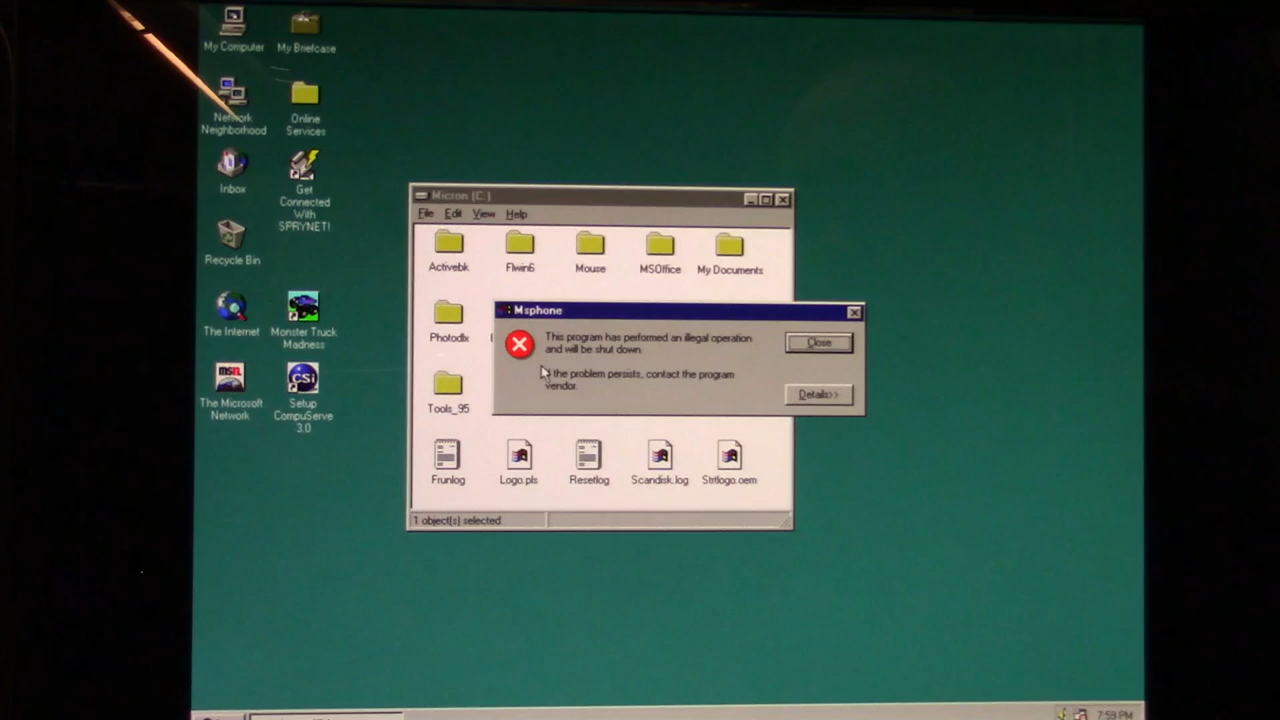 My Computer
My Briefcase
Network
Neighborhood
Online
Services
Inbox
Get
Connected
With
SPRYNET!
Recycle Bin
The Internet
Monster Truck
Madness
The Microsoft
Network
Setup
CompuServe
3.0
Micron (C:)
File Edit View Help
Activebk
Flwin6
Mouse
MSOffice
My Documents
Photodlx
Tools_95
Msphone
This program has performed an illegal operation
and will be shut down.
the problem persists, contact the program
vendor.
Close
Details>>
Frunlog
Logo.pls
Resetlog
Scandisk.log
Strtlogo.oem
1 object(s) selected
7:59 PM